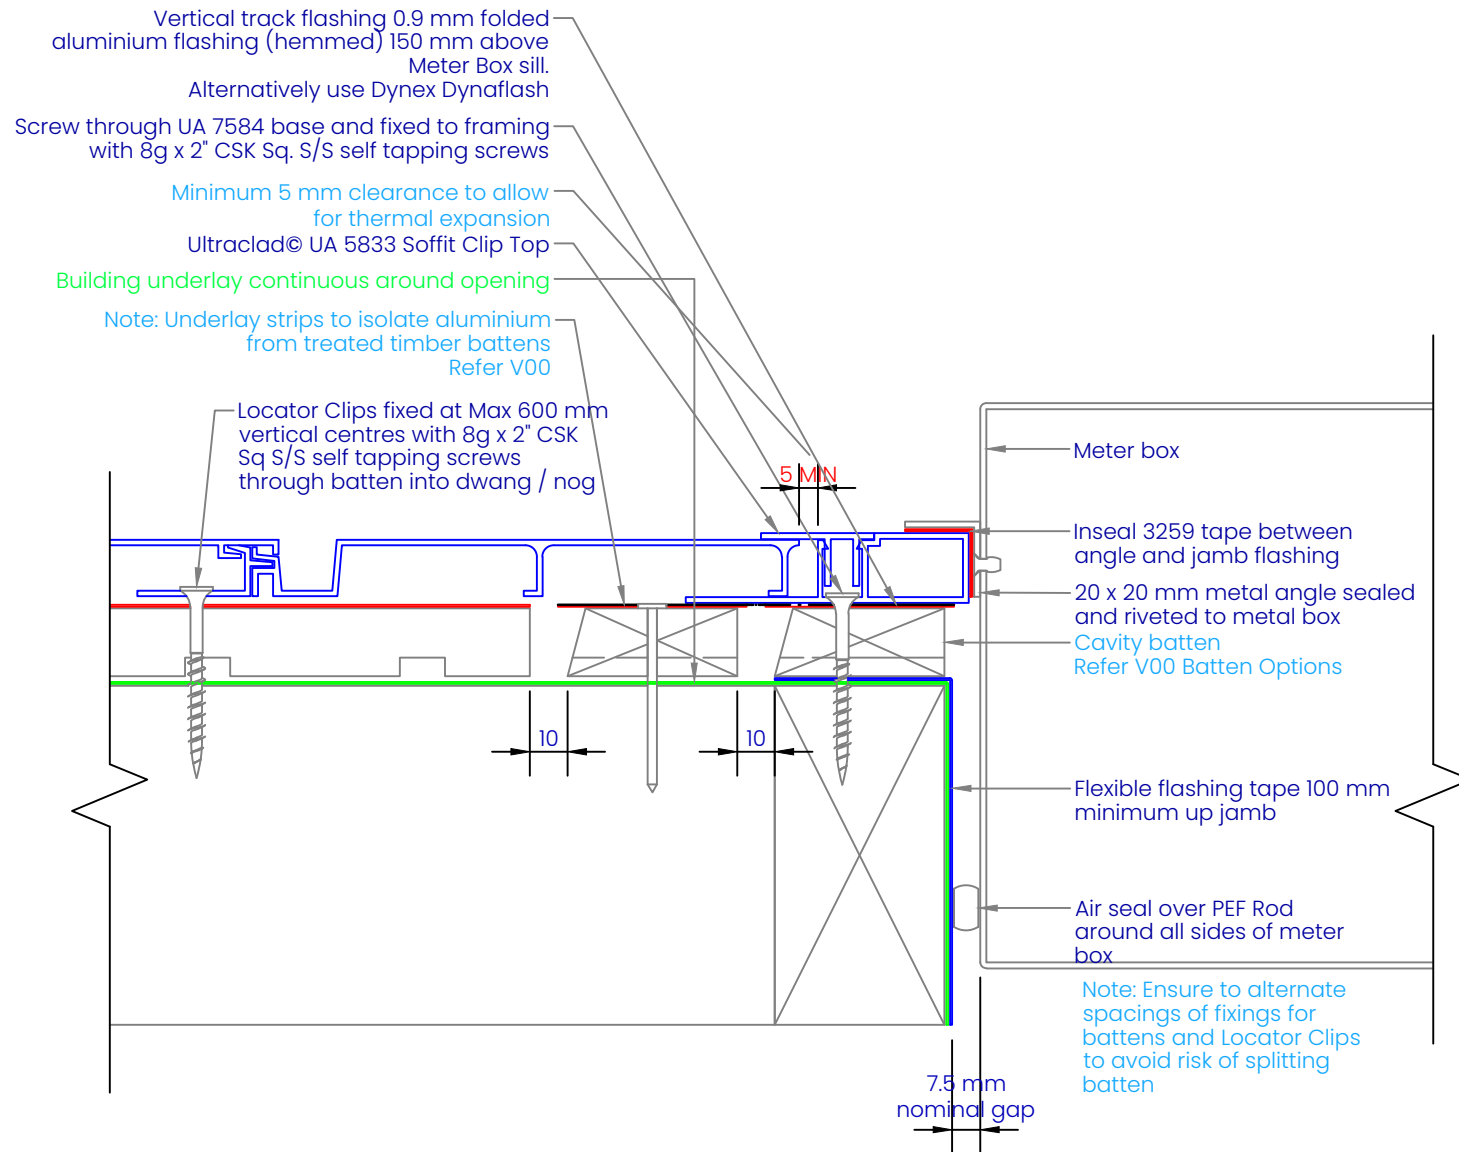 Vertical track flashing 0.9 mm folded
aluminium flashing (hemmed) 150 mm above
Meter Box sill.
Alternatively use Dynex Dynaflash
Screw through UA 7584 base and fixed to framing
with 8g x 2" CSK Sq. S/S self tapping screws
Minimum 5 mm clearance to allow
for thermal expansion
Ultraclad© UA 5833 Soffit Clip Top
Building underlay continuous around opening
Note: Underlay strips to isolate aluminium
from treated timber battens
Refer V00
Locator Clips fixed at Max 600 mm
vertical centres with 8g x 2" CSK
Sq S/S self tapping screws
through batten into dwang / nog
5 MIN
Meter box
Inseal 3259 tape between
angle and jamb flashing
20 x 20 mm metal angle sealed
and riveted to metal box
Cavity batten
Refer V00 Batten Options
10
10
Flexible flashing tape 100 mm
minimum up jamb
Air seal over PEF Rod
around all sides of meter
box
Note: Ensure to alternate
spacings of fixings for
battens and Locator Clips
to avoid risk of splitting
batten
7.5 mm
nominal gap